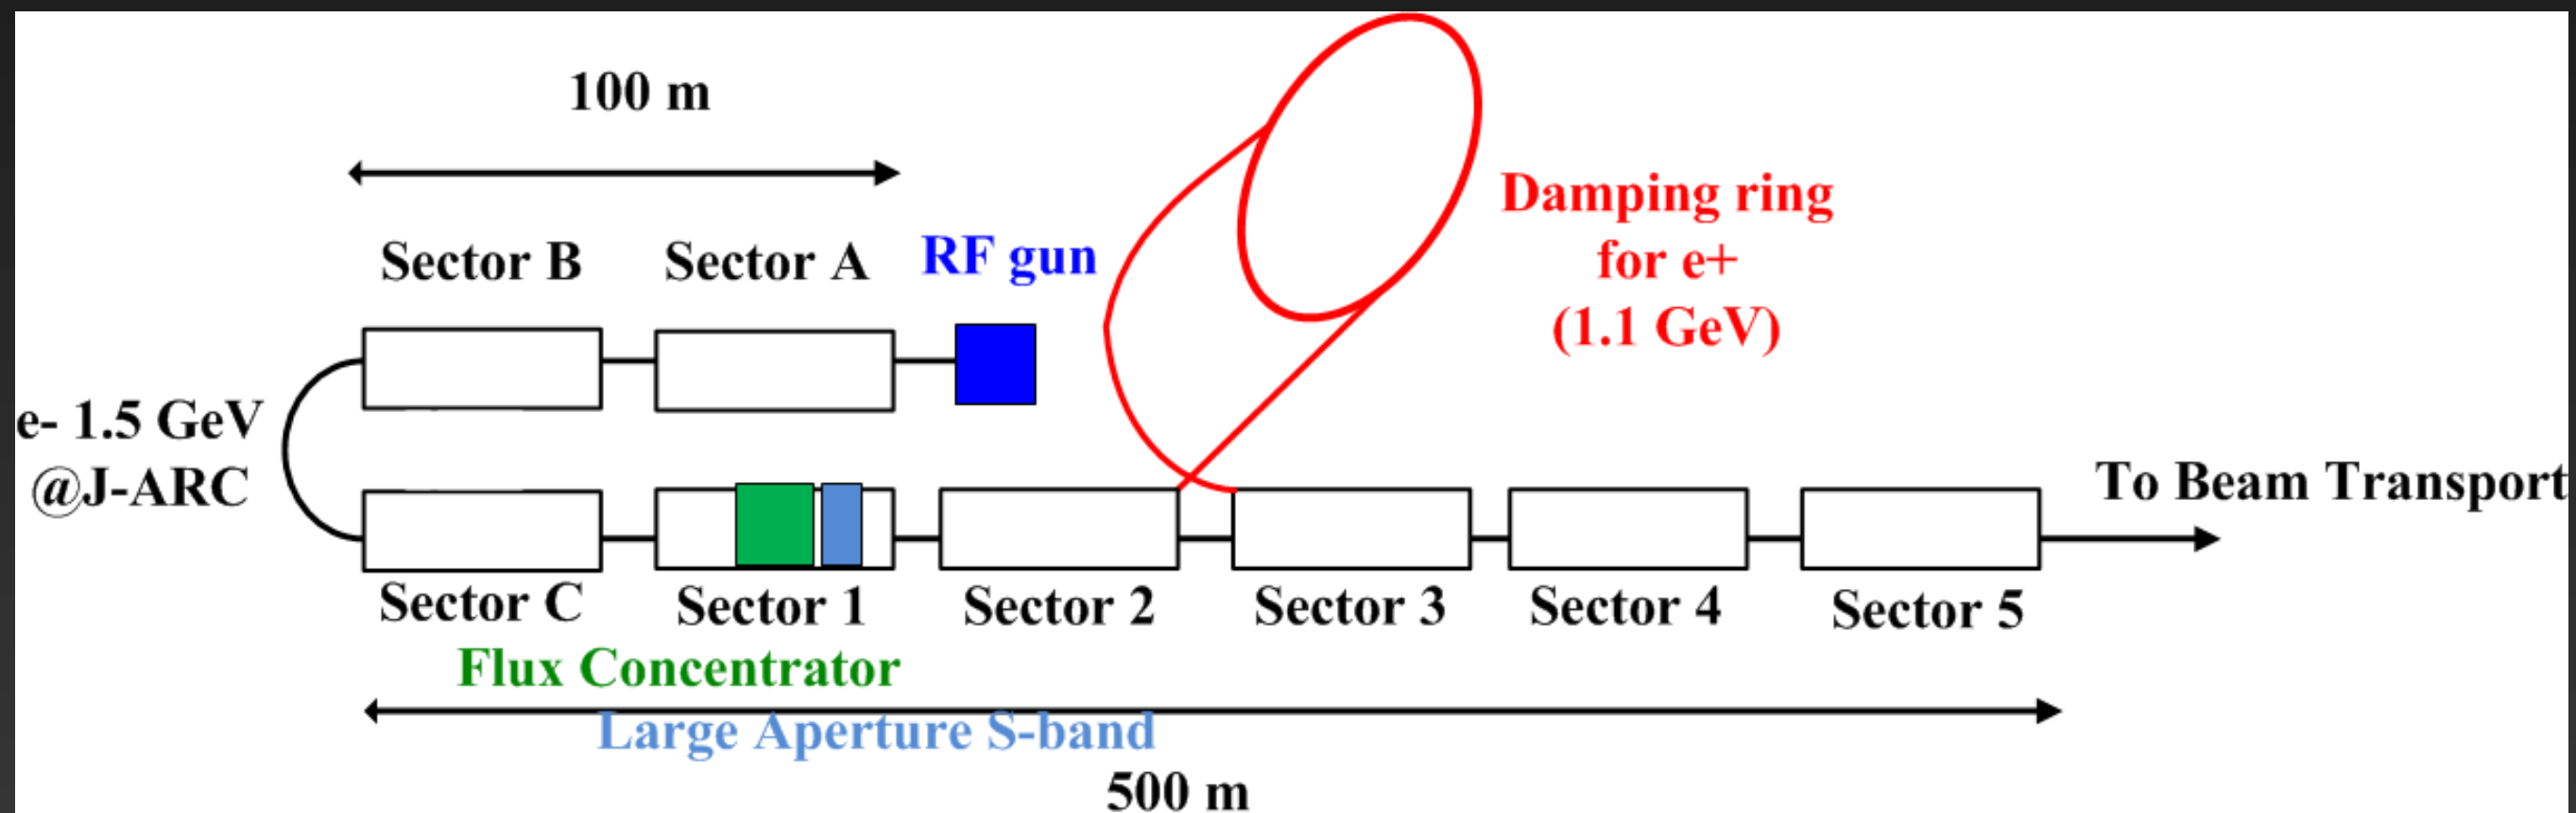 100 m
Sector B
Sector A
RF gun
Damping ring
for e+
(1.1 GeV)
e- 1.5 GeV
@J-ARC
To Beam Transport
Sector C
Sector 1
Sector 2
Sector 3
Sector 4
Sector 5
Flux Concentrator
Large Aperture S-band
500 m